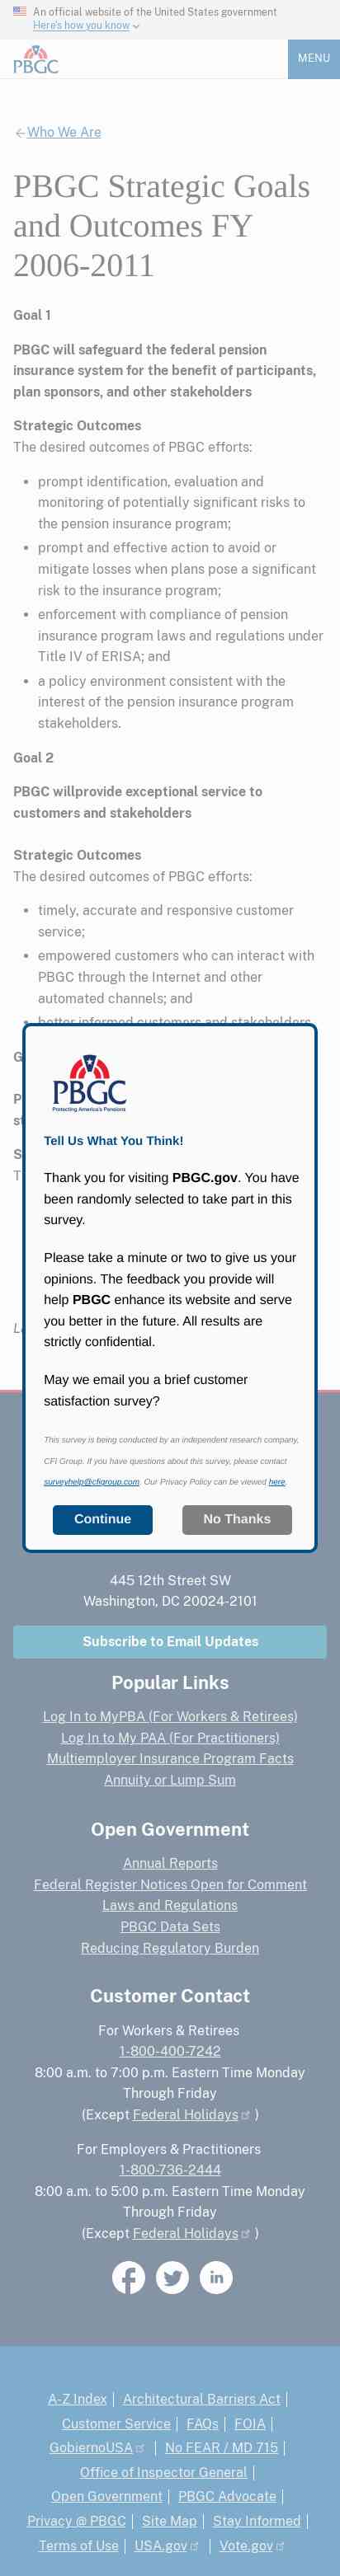 An official website of the United States government
Here's how you know
PBGC
MENU
Who We Are
PBGC Strategic Goals
and Outcomes FY
2006-2011
Goal 1
PBGC will safeguard the federal pension
insurance system for the benefit of participants,
plan sponsors, and other stakeholders
Strategic Outcomes
The desired outcomes of PBGC efforts:
prompt identification, evaluation and
monitoring of potentially significant risks to
the pension insurance program;
prompt and effective action to avoid or
mitigate losses when plans pose a significant
risk to the insurance program;
enforcement with compliance of pension
insurance program laws and regulations under
Title IV of ERISA; and
a policy environment consistent with the
interest of the pension insurance program
stakeholders.
Goal 2
PBGC willprovide exceptional service to
customers and stakeholders
Strategic Outcomes
The desired outcomes of PBGC efforts:
timely, accurate and responsive customer
service;
empowered customers who can interact with
PBGC through the Internet and other
automated channels; and
better informed customers and stakeholders
PBGC
Protecting America's Pensions
Tell Us What You Think!
Thank you for visiting PBGC.gov. You have
been randomly selected to take part in this
survey.
Please take a minute or two to give us your
opinions. The feedback you provide will
help PBGC enhance its website and serve
you better in the future. All results are
strictly confidential.
May we email you a brief customer
satisfaction survey?
This survey is being conducted by an independent research company,
CFI Group. If you have questions about this survey, please contact
surveyhelp@cfigroup.com. Our Privacy Policy can be viewed here.
Continue
No Thanks
445 12th Street SW
Washington, DC 20024-2101
Subscribe to Email Updates
Popular Links
Log In to MyPBA (For Workers & Retirees)
Log In to My PAA (For Practitioners)
Multiemployer Insurance Program Facts
Annuity or Lump Sum
Open Government
Annual Reports
Federal Register Notices Open for Comment
Laws and Regulations
PBGC Data Sets
Reducing Regulatory Burden
Customer Contact
For Workers & Retirees
1-800-400-7242
8:00 a.m. to 7:00 p.m. Eastern Time Monday
Through Friday
(Except Federal Holidays )
For Employers & Practitioners
1-800-736-2444
8:00 a.m. to 5:00 p.m. Eastern Time Monday
Through Friday
(Except Federal Holidays )
A-Z Index | Architectural Barriers Act |
Customer Service | FAQs | FOIA |
GobiernoUSA | No FEAR / MD 715 |
Office of Inspector General |
Open Government | PBGC Advocate |
Privacy @ PBGC | Site Map | Stay Informed |
Terms of Use | USA.gov | Vote.gov